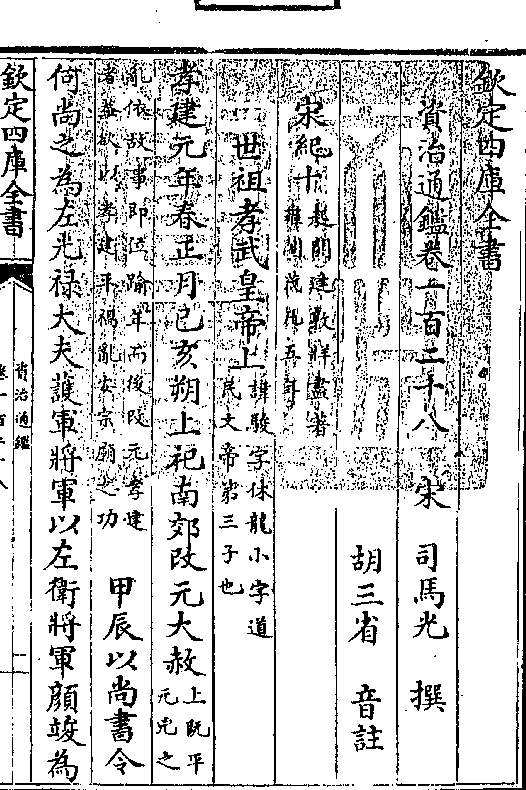 欽定四庫全書
資治通鑑卷一百二十八　宋　司馬光　撰
胡三省　音註
宋紀十起閼逢敦牂盡著雍閹茂凡五年
世祖孝武皇帝上諱駿字休龍小字道民文帝第三子也
孝建元年春正月己亥朔上祀南郊改元大赦上既平元兇之
亂依故事即位踰年而後改元孝建者蓋欲以孝建平禍亂安宗廟之功　甲辰以尚書令
何尚之為左光祿大夫護軍將軍以左衛將軍顏竣為
欽定四庫全書
資治通鑑
卷一百二十八